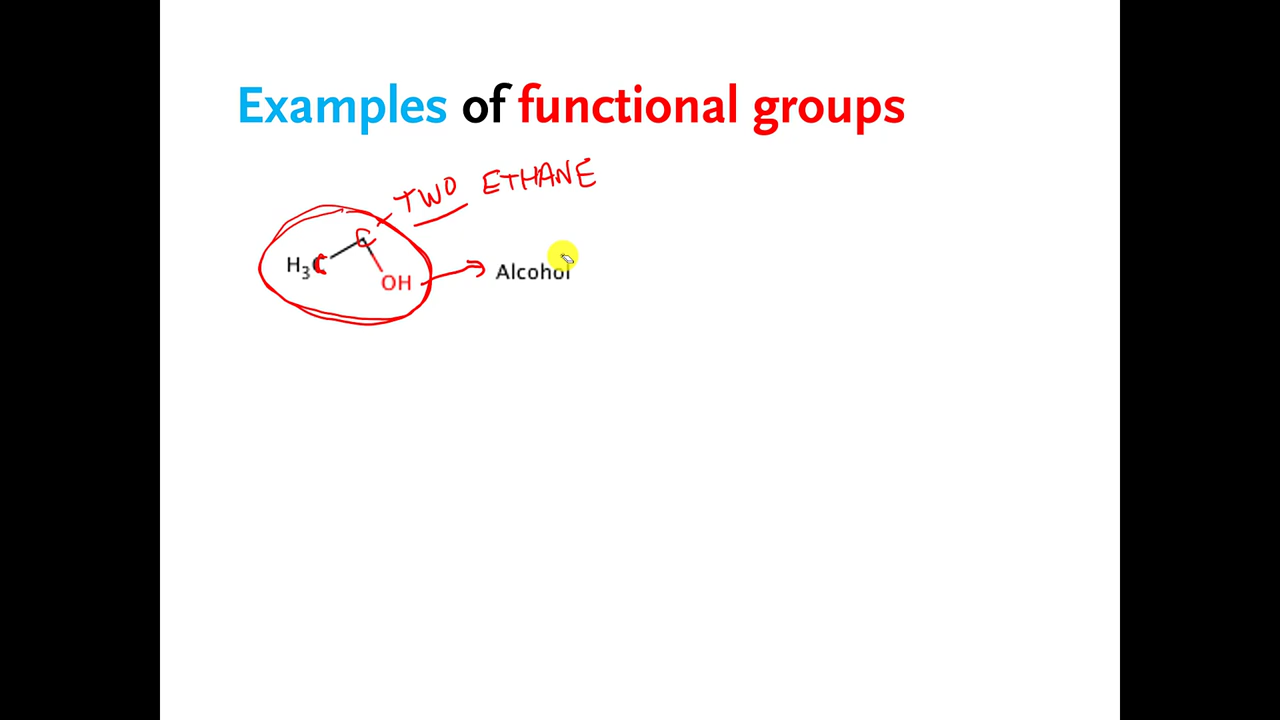 Examples of functional groups
TWO ETHANE
C
H3C
OH
Alcohol